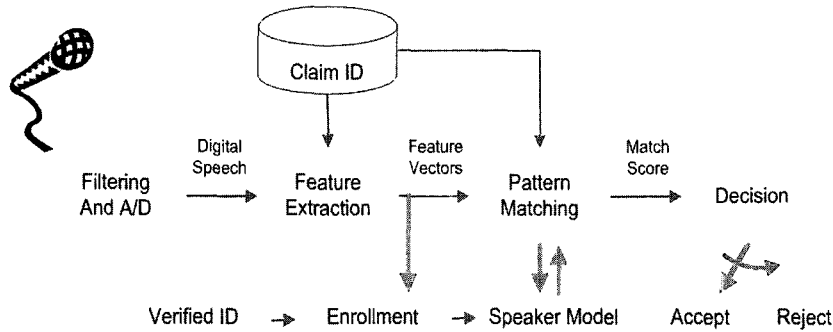 Claim ID
Digital
Speech
Feature
Vectors
Match
Score
Filtering
And A/D
Feature
Extraction
Pattern
Matching
Decision
Verified ID
Enrollment
Speaker Model
Accept
Reject